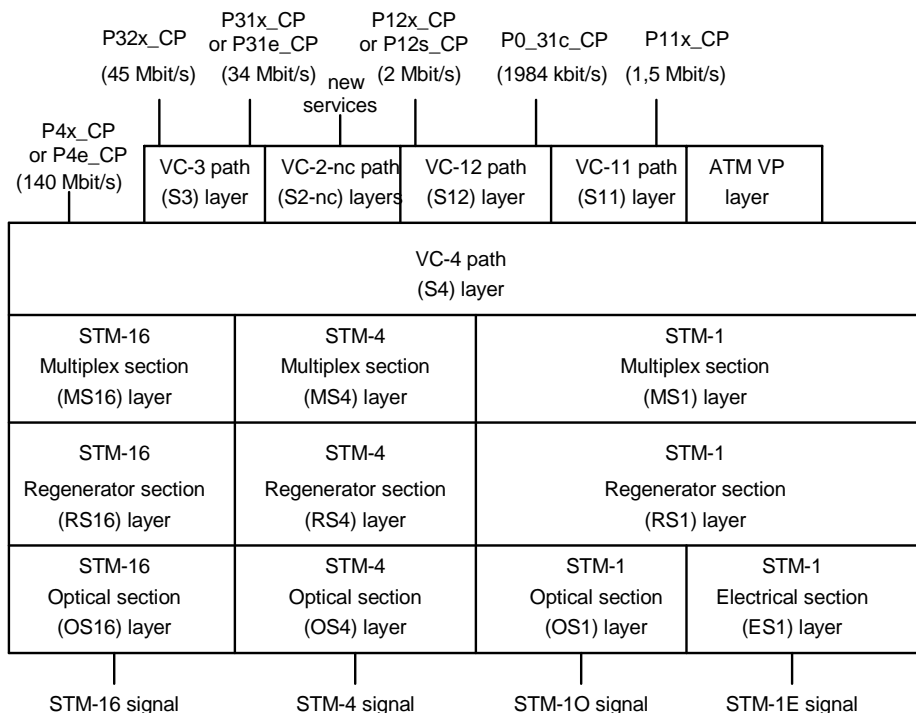 P32x_CP
(45 Mbit/s)
P31x_CP
or P31e_CP
(34 Mbit/s)
new
services
P12x_CP
or P12s_CP
(2 Mbit/s)
P0_31c_CP
(1984 kbit/s)
P11x_CP
(1,5 Mbit/s)
P4x_CP
or P4e_CP
(140 Mbit/s)
VC-3 path
(S3) layer
VC-2-nc path
(S2-nc) layers
VC-12 path
(S12) layer
VC-11 path
(S11) layer
ATM VP
layer
VC-4 path
(S4) layer
STM-16
Multiplex section
(MS16) layer
STM-4
Multiplex section
(MS4) layer
STM-1
Multiplex section
(MS1) layer
STM-16
Regenerator section
(RS16) layer
STM-4
Regenerator section
(RS4) layer
STM-1
Regenerator section
(RS1) layer
STM-16
Optical section
(OS16) layer
STM-4
Optical section
(OS4) layer
STM-1
Optical section
(OS1) layer
STM-1
Electrical section
(ES1) layer
STM-16 signal
STM-4 signal
STM-1O signal
STM-1E signal